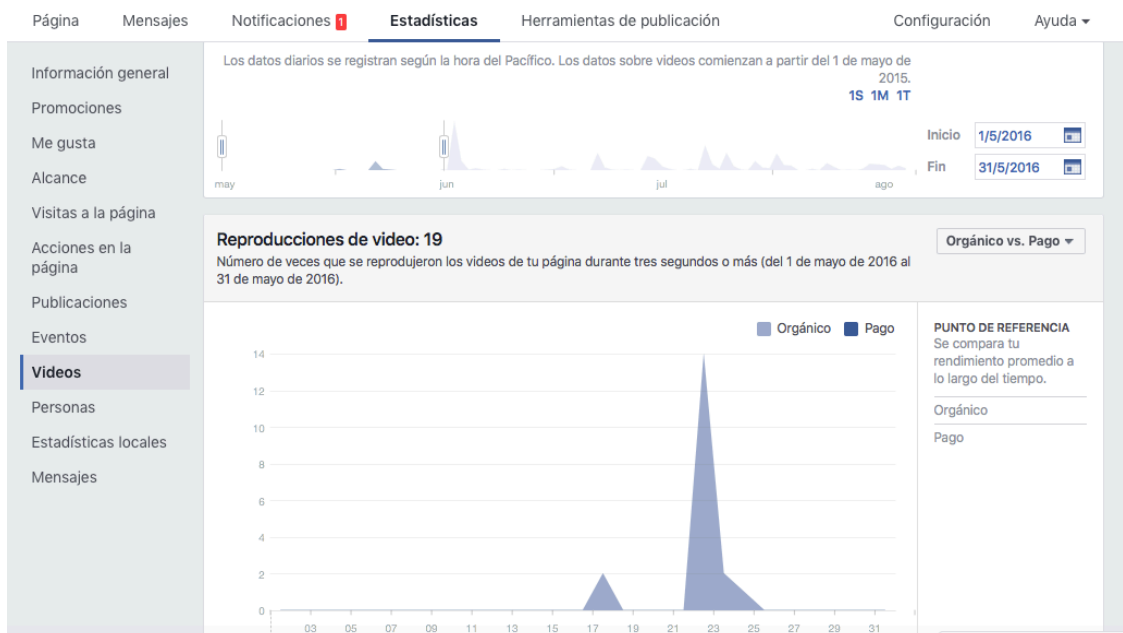 Página Mensajes Notificaciones 1 Estadísticas Herramientas de publicación Configuración Ayuda
Información general
Promociones
Me gusta
Alcance
Visitas a la página
Acciones en la
página
Publicaciones
Eventos
Videos
Personas
Estadísticas locales
Mensajes
Los datos diarios se registran según la hora del Pacífico. Los datos sobre videos comienzan a partir del 1 de mayo de
2015.
1S 1M 1T
Inicio 1/5/2016
Fin 31/5/2016
may jun jul ago
Reproducciones de video: 19
Orgánico vs. Pago
Número de veces que se reprodujeron los videos de tu página durante tres segundos o más (del 1 de mayo de 2016 al
31 de mayo de 2016).
Orgánico Pago
14
12
10
8
6
4
2
0
03 05 07 09 11 13 15 17 19 21 23 25 27 29 31
PUNTO DE REFERENCIA
Se compara tu
rendimiento promedio a
lo largo del tiempo.
Orgánico
Pago